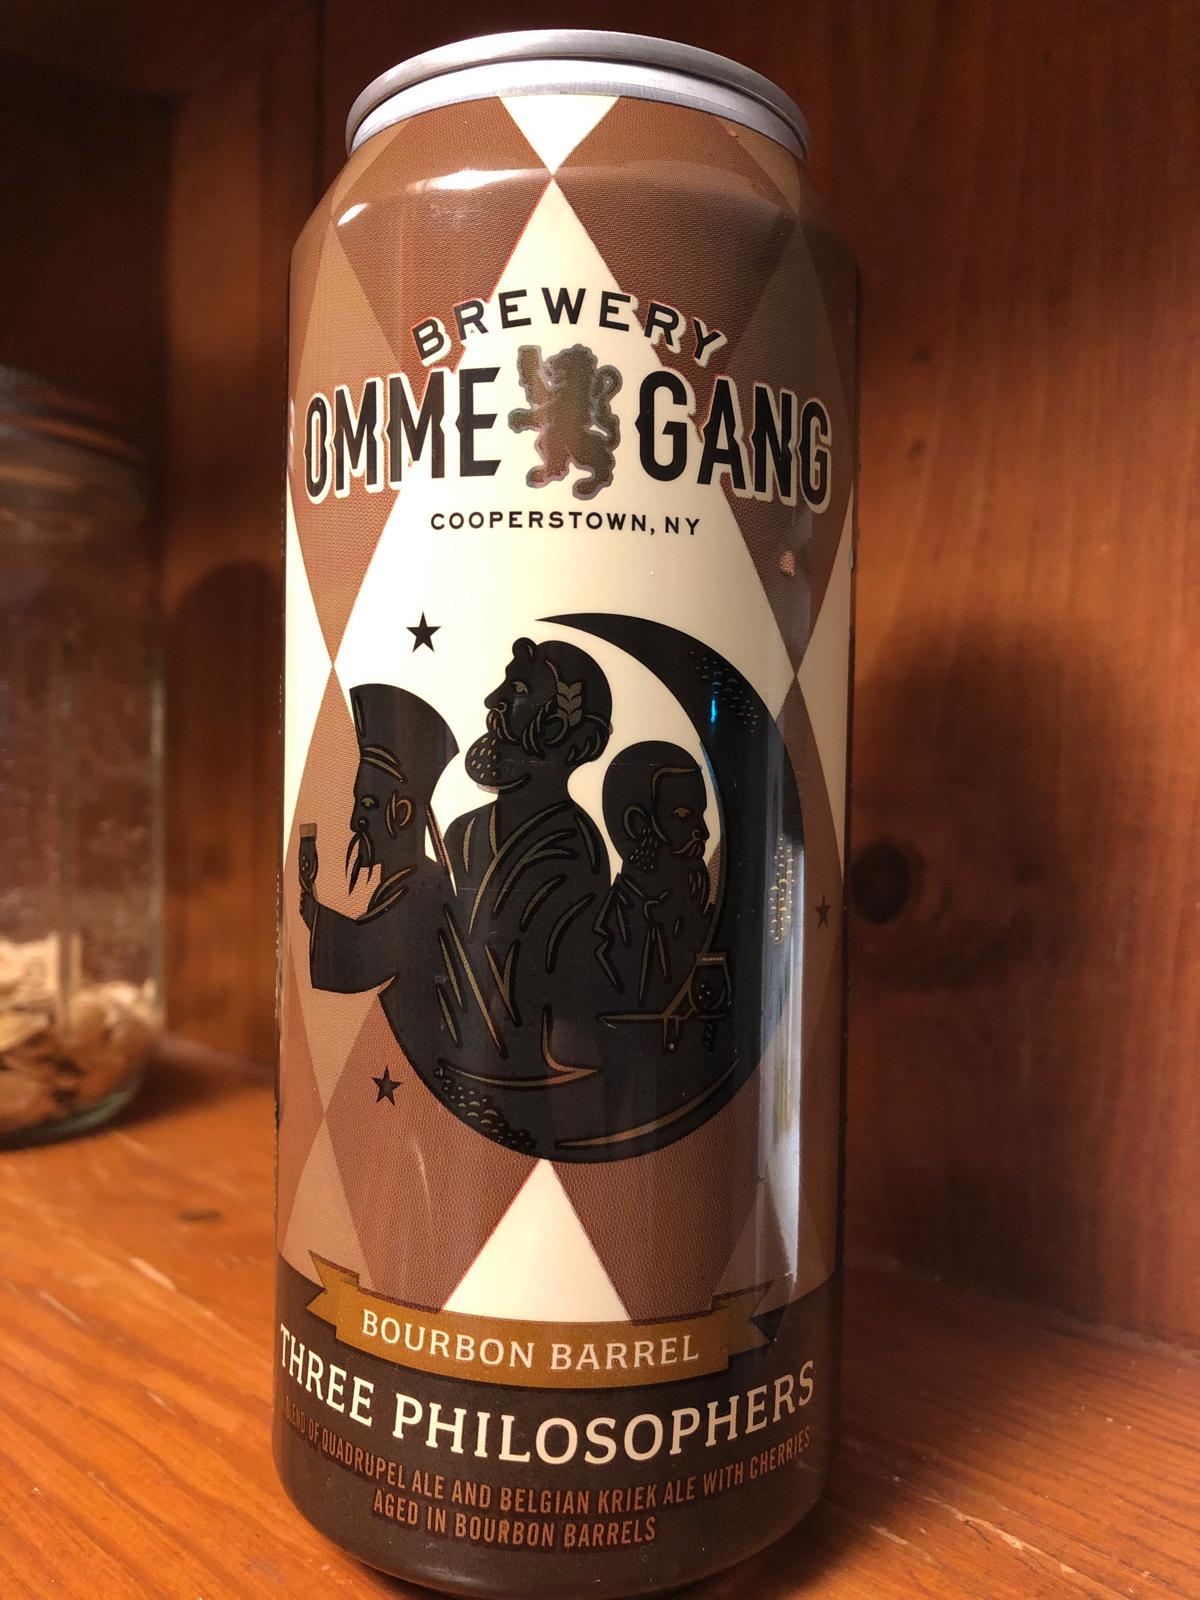 BREWERY
OMMEGANG
COOPERSTOWN, NY
BOURBON BARREL
THREE PHILOSOPHERS
BLEND OF QUADRUPEL ALE AND BELGIAN KRIEK ALE WITH CHERRIES
AGED IN BOURBON BARRELS